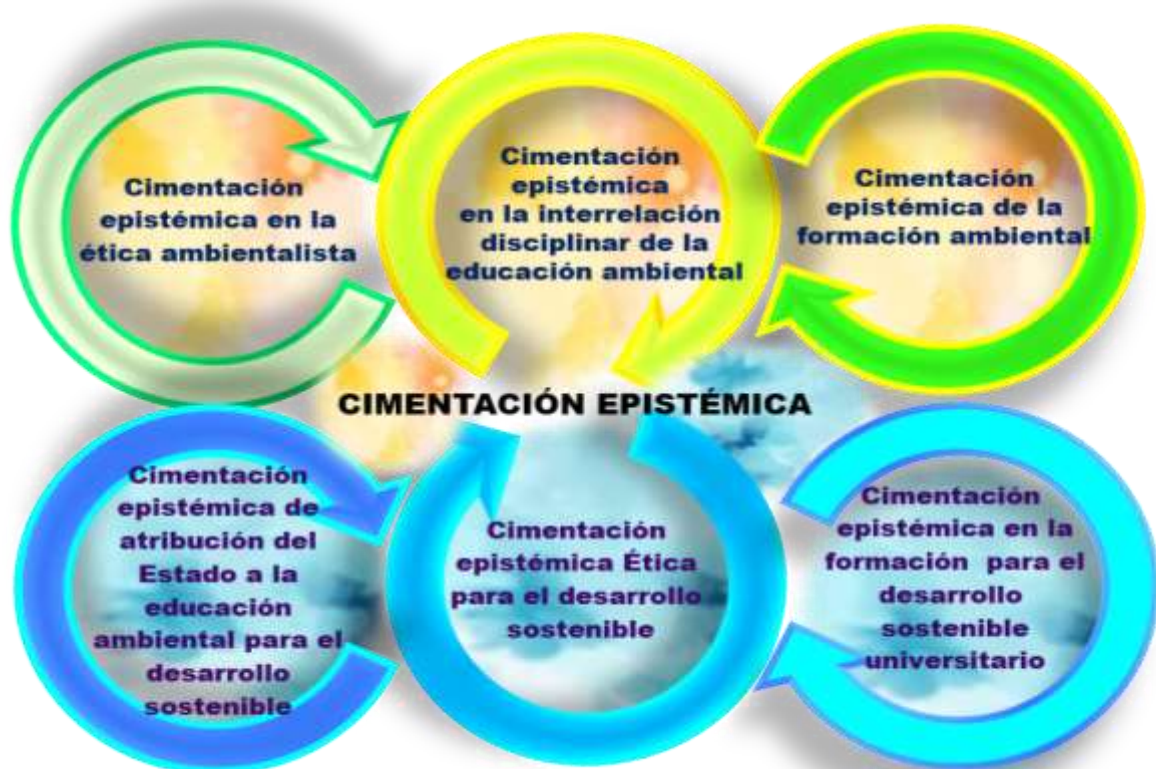 Cimentación
epistémica en la
ética ambientalista
Cimentación
epistémica
en la interrelación
disciplinar de la
educación ambiental
Cimentación
epistémica de la
formación ambiental
CIMENTACIÓN EPISTÉMICA
Cimentación
epistémica de
atribución del
Estado a la
educación
ambiental para el
desarrollo
sostenible
Cimentación
epistémica Ética
para el desarrollo
sostenible
Cimentación
epistémica en la
formación para el
desarrollo
sostenible
universitario